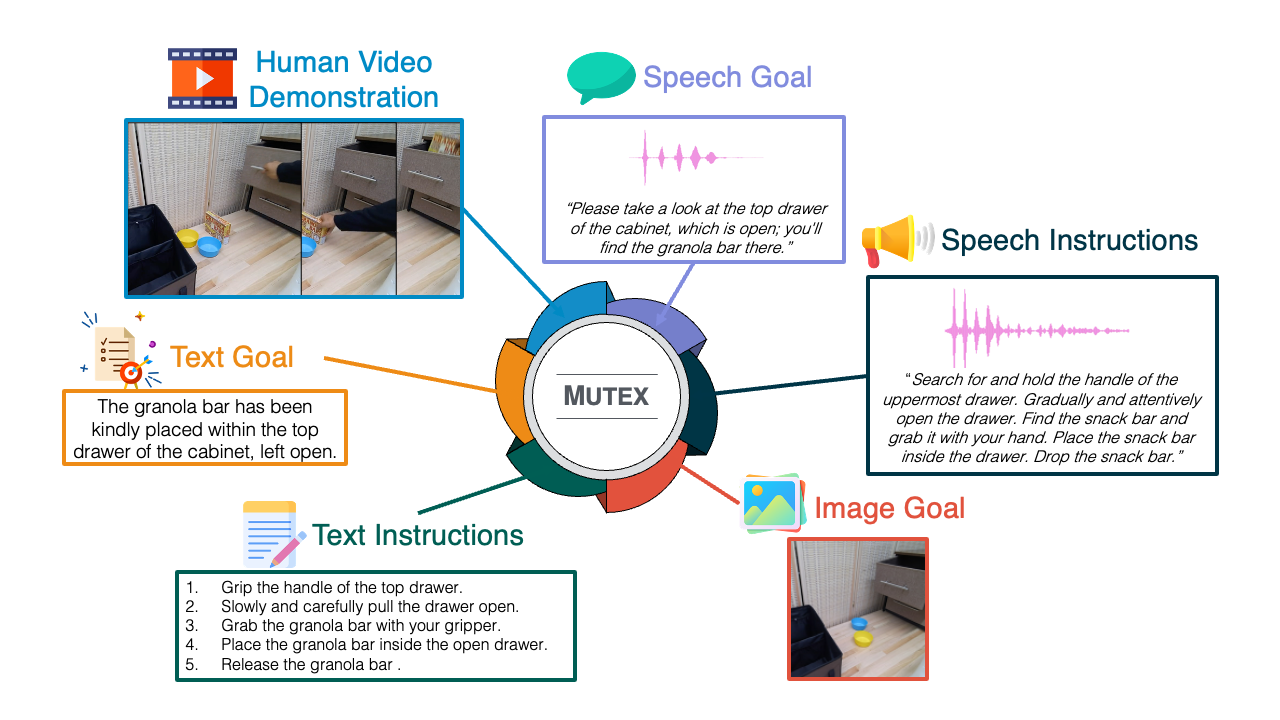 Human Video
Demonstration
Speech Goal
“Please take a look at the top drawer
of the cabinet, which is open; you'll
find the granola bar there.”
Speech Instructions
“Search for and hold the handle of the
uppermost drawer. Gradually and attentively
open the drawer. Find the snack bar and
grab it with your hand. Place the snack bar
inside the drawer. Drop the snack bar.”
Text Goal
The granola bar has been
kindly placed within the top
drawer of the cabinet, left open.
MUTEX
Image Goal
Text Instructions
1. Grip the handle of the top drawer.
2. Slowly and carefully pull the drawer open.
3. Grab the granola bar with your gripper.
4. Place the granola bar inside the open drawer.
5. Release the granola bar .